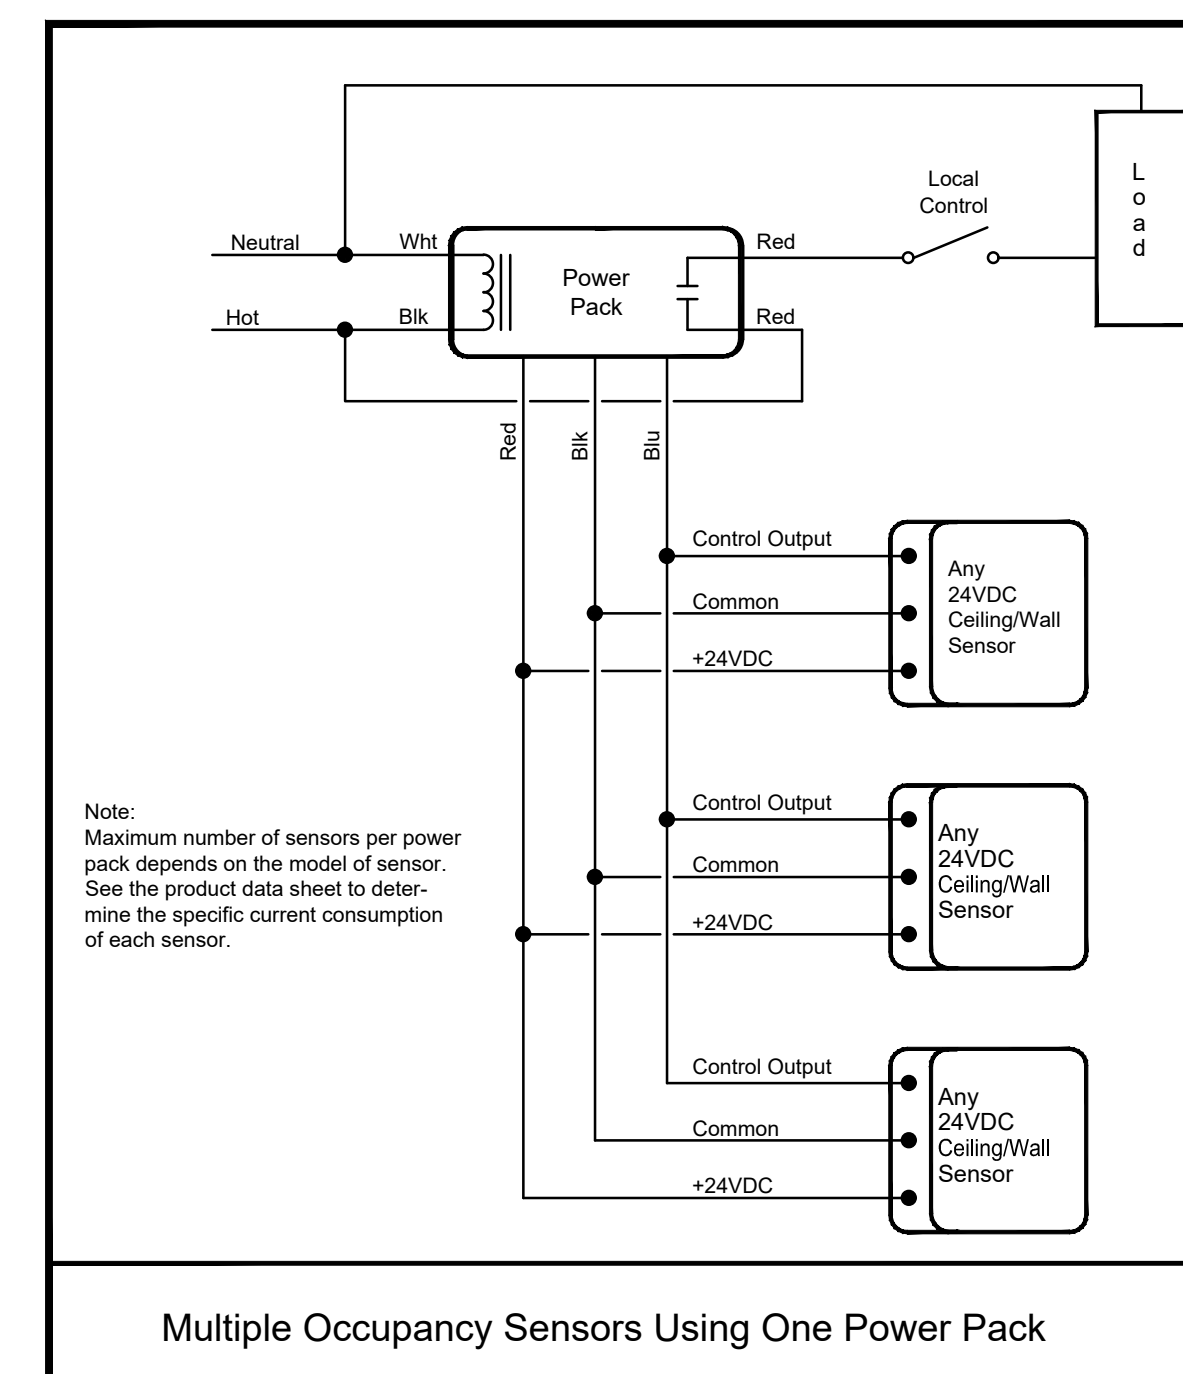 Local
Control
L
o
a
d
Neutral
Wht
Red
Power
Pack
Hot
Blk
Red
Red
Blk
Blu
Control Output
Common
+24VDC
Any
24VDC
Ceiling/Wall
Sensor
Note:
Maximum number of sensors per power
pack depends on the model of sensor.
See the product data sheet to deter-
mine the specific current consumption
of each sensor.
Control Output
Common
+24VDC
Any
24VDC
Ceiling/Wall
Sensor
Control Output
Common
+24VDC
Any
24VDC
Ceiling/Wall
Sensor
Multiple Occupancy Sensors Using One Power Pack